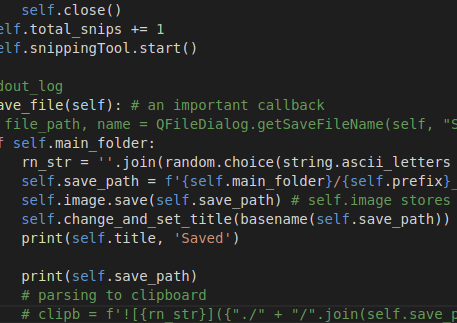 self.close()
self.total_snips += 1
self.snippingTool.start()
dout_log
ave_file(self): # an important callback
file_path, name = QFileDialog.getSaveFileName(self, "S
f self.main_folder:
rn_str = ''.join(random.choice(string.ascii_letters
self.save_path = f'{self.main_folder}/{self.prefix}_
self.image.save(self.save_path) # self.image stores
self.change_and_set_title(basename(self.save_path))
print(self.title, 'Saved')
print(self.save_path)
# parsing to clipboard
# clipb = f'![{rn_str}]({"./" + "/".join(self.save_p